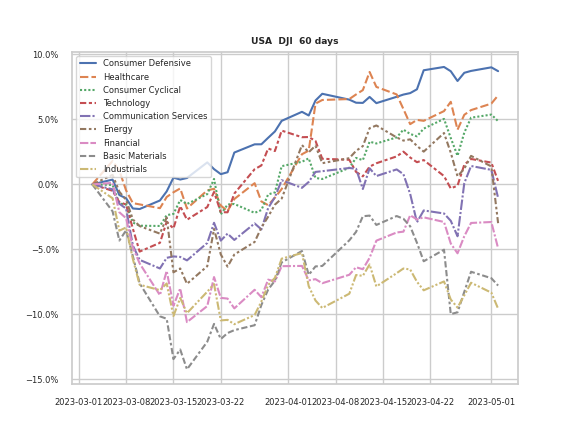 USA DJI 60 days
10.0%
5.0%
0.0%
−5.0%
−10.0%
−15.0%
Consumer Defensive
Healthcare
Consumer Cyclical
Technology
Communication Services
Energy
Financial
Basic Materials
Industrials
2023-03-01 2023-03-08 2023-03-15 2023-03-22 2023-04-01 2023-04-08 2023-04-15 2023-04-22 2023-05-01